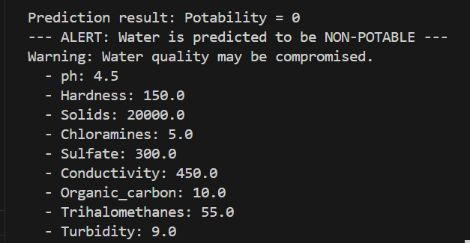 Prediction result: Potability = 0
--- ALERT: Water is predicted to be NON-POTABLE ---
Warning: Water quality may be compromised.
- ph: 4.5
- Hardness: 150.0
- Solids: 20000.0
- Chloramines: 5.0
- Sulfate: 300.0
- Conductivity: 450.0
- Organic_carbon: 10.0
- Trihalomethanes: 55.0
- Turbidity: 9.0